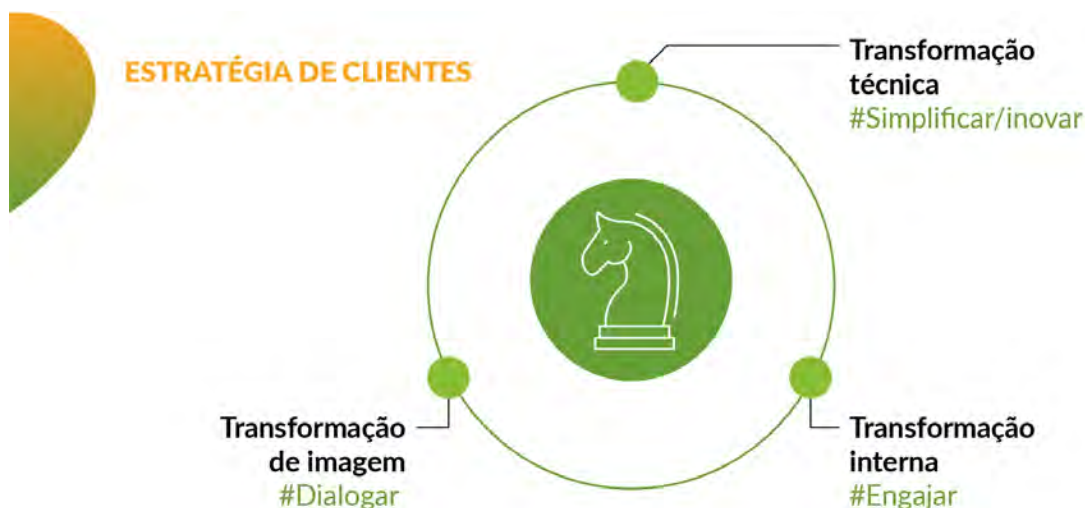 ESTRATÉGIA DE CLIENTES
Transformação
técnica
#Simplificar/inovar
Transformação
de imagem
#Dialogar
Transformação
interna
#Engajar